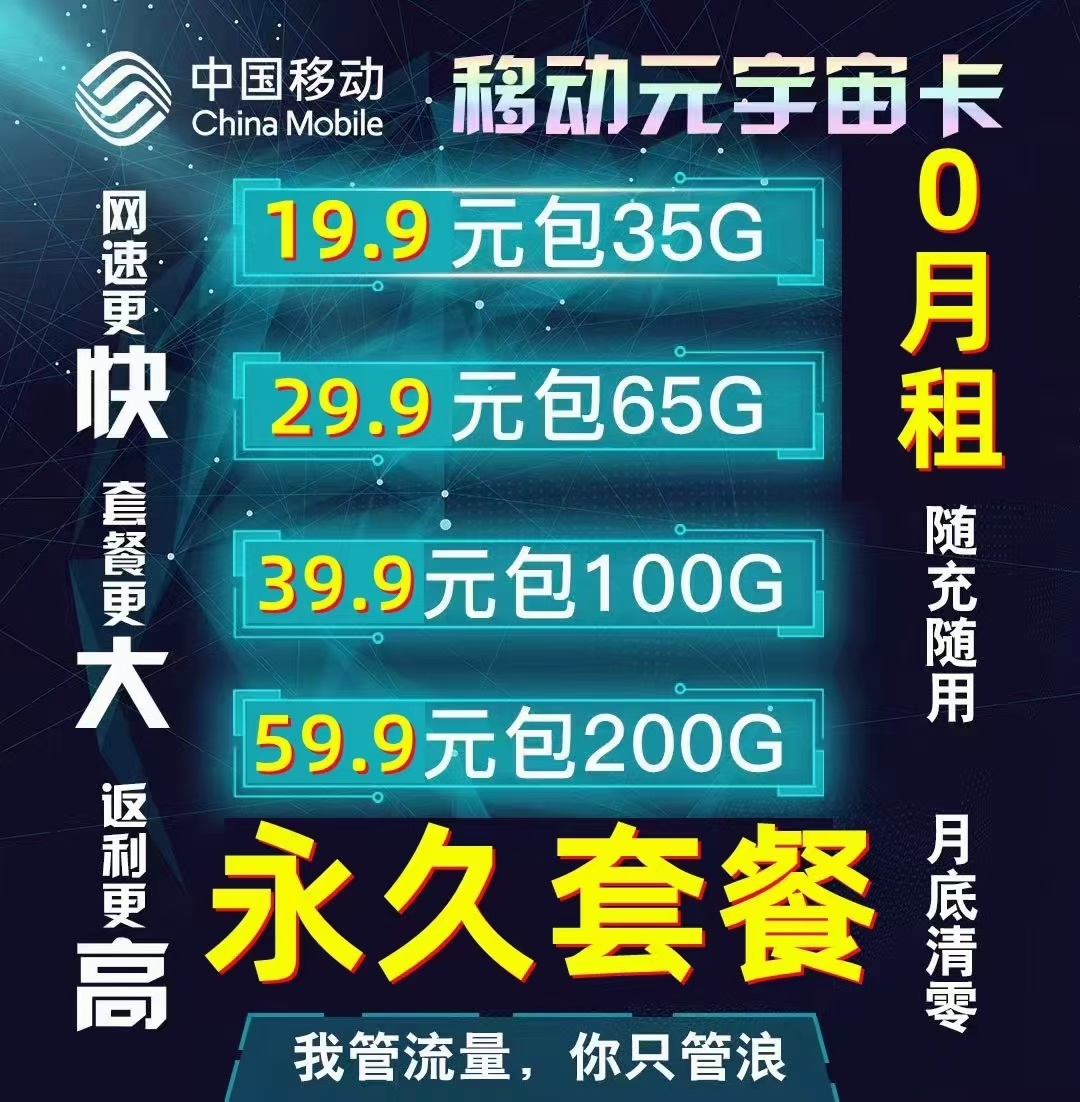 中国移动
China Mobile
移动元宇宙卡
0月租
网速更快
19.9元包35G
29.9元包65G
套餐更大
39.9元包100G
随充随用
59.9元包200G
返利更高
永久套餐
月底清零
我管流量，你只管浪